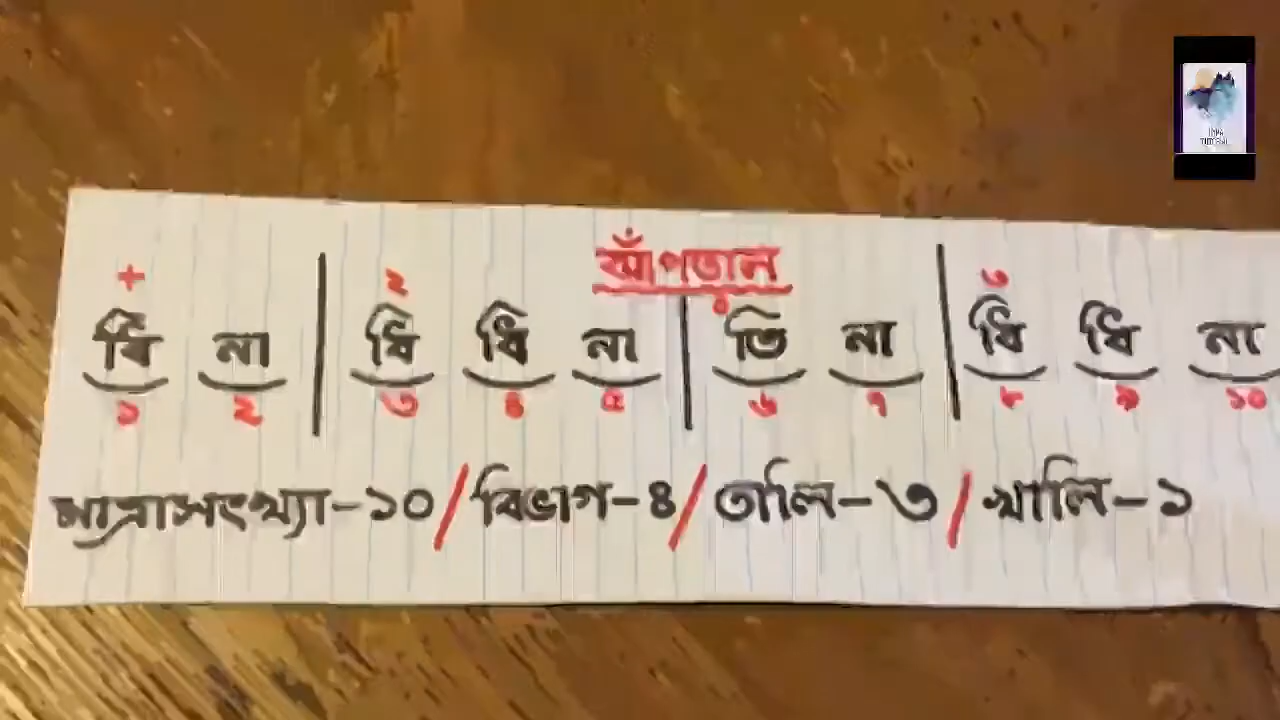 ঝাঁপতাল
+ ২ ০ ৩
ধি না | ধি ধি না | তি না | ধি ধি না
১ ২ ৩ ৪ ৫ ৬ ৭ ৮ ৯ ১০
মাত্রাসংখ্যা-১০/বিভাগ-৪/তালি-৩/খালি-১